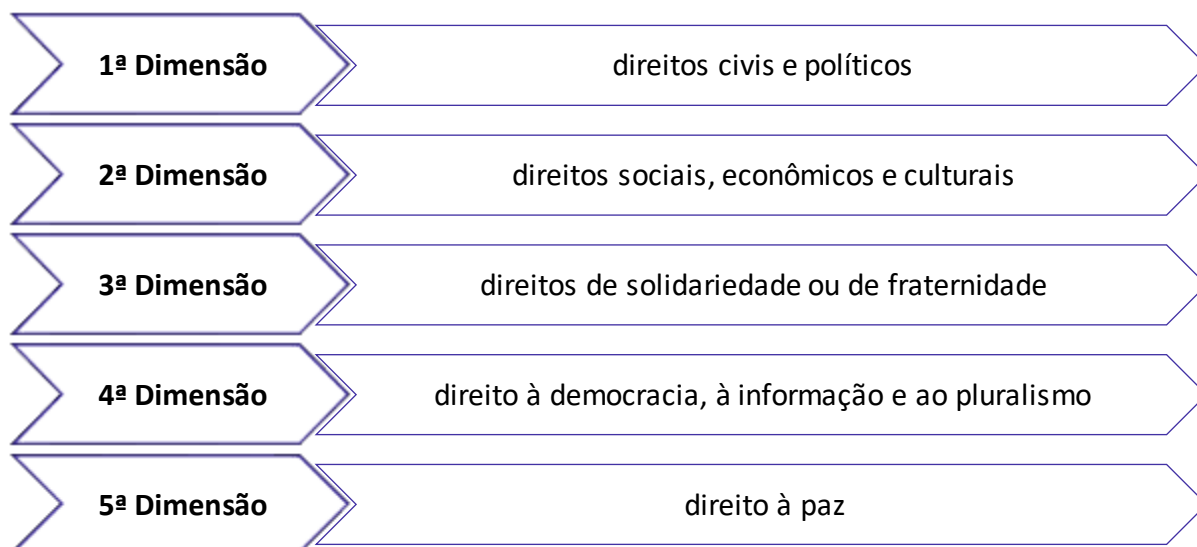 1ª Dimensão direitos civis e políticos
2ª Dimensão direitos sociais, econômicos e culturais
3ª Dimensão direitos de solidariedade ou de fraternidade
4ª Dimensão direito à democracia, à informação e ao pluralismo
5ª Dimensão direito à paz